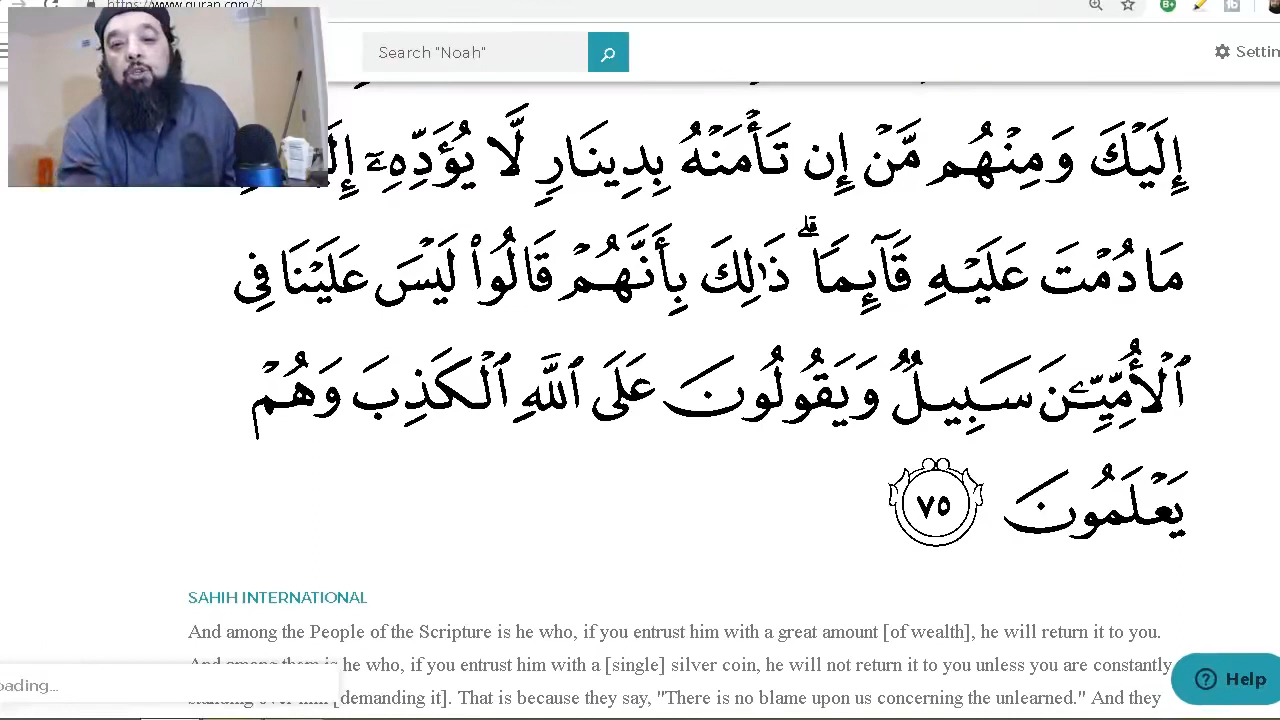 https://www.quran.com/3
Search "Noah"
Settin
إِلَيْكَ وَمِنْهُم مَّنْ إِن تَأْمَنْهُ بِدِينَارٍ لَّا يُؤَدِّهِۦٓ
مَا دُمْتَ عَلَيْهِ قَآئِمًا ۗ ذَٰلِكَ بِأَنَّهُمْ قَالُوا۟ لَيْسَ عَلَيْنَا فِى
ٱلْأُمِّيِّـۧنَ سَبِيلٌ وَيَقُولُونَ عَلَى ٱللَّهِ ٱلْكَذِبَ وَهُمْ
يَعْلَمُونَ ٧٥
SAHIH INTERNATIONAL
And among the People of the Scripture is he who, if you entrust him with a great amount [of wealth], he will return it to you.
And among them is he who, if you entrust him with a [single] silver coin, he will not return it to you unless you are constantly
standing over him [demanding it]. That is because they say, "There is no blame upon us concerning the unlearned." And they
oading...
Help